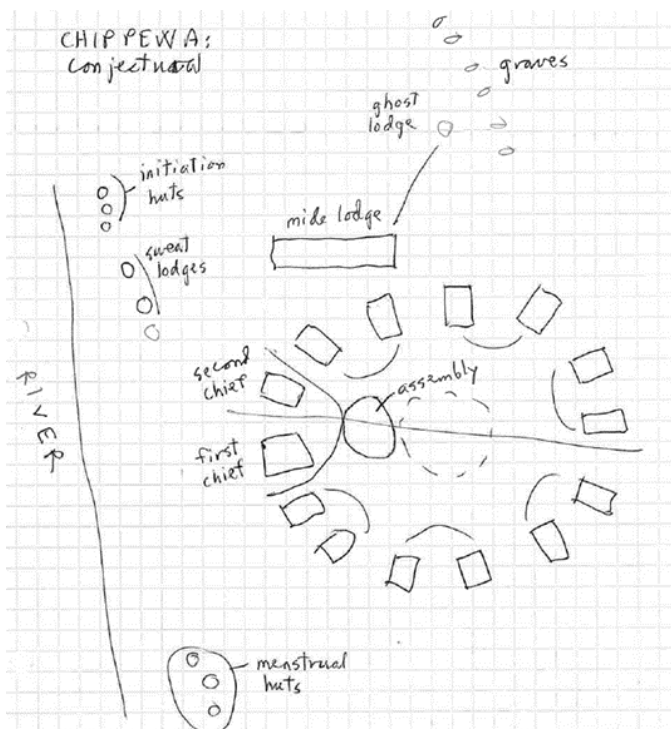 CHIPPEWA:
conjectural
graves
ghost
lodge
initiation
huts
mide lodge
sweat
lodges
second
chief
assembly
RIVER
first
chief
menstrual
huts